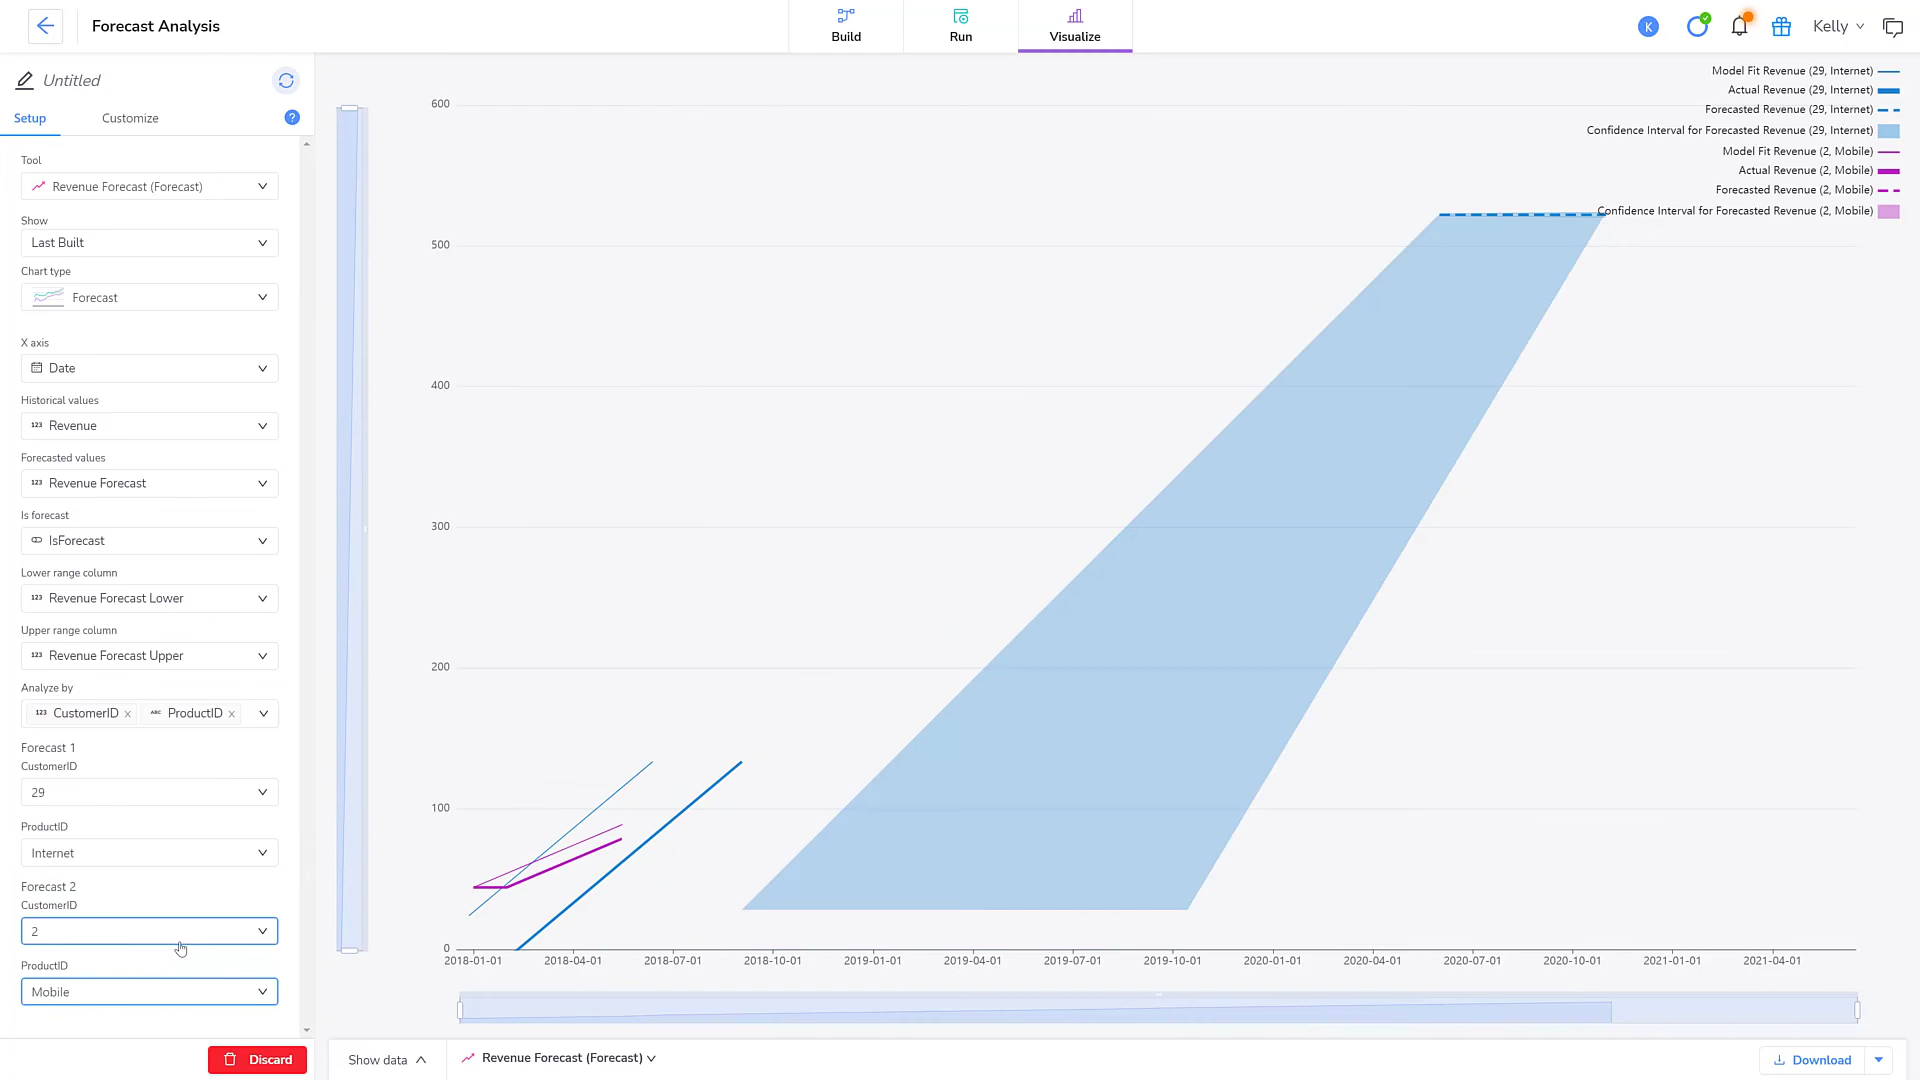 Forecast Analysis
Build
Run
Visualize
K
Kelly
Untitled
Setup
Customize
?
Tool
Revenue Forecast (Forecast)
Show
Last Built
Chart type
Forecast
X axis
Date
Historical values
123 Revenue
Forecasted values
123 Revenue Forecast
Is forecast
IsForecast
Lower range column
123 Revenue Forecast Lower
Upper range column
123 Revenue Forecast Upper
Analyze by
123 CustomerID x ABC ProductID x
Forecast 1
CustomerID
29
ProductID
Internet
Forecast 2
CustomerID
2
ProductID
Mobile
Discard
Model Fit Revenue (29, Internet)
Actual Revenue (29, Internet)
Forecasted Revenue (29, Internet)
Confidence Interval for Forecasted Revenue (29, Internet)
Model Fit Revenue (2, Mobile)
Actual Revenue (2, Mobile)
Forecasted Revenue (2, Mobile)
Confidence Interval for Forecasted Revenue (2, Mobile)
600
500
400
300
200
100
0
2018-01-01 2018-04-01 2018-07-01 2018-10-01 2019-01-01 2019-04-01 2019-07-01 2019-10-01 2020-01-01 2020-04-01 2020-07-01 2020-10-01 2021-01-01 2021-04-01
Show data
Revenue Forecast (Forecast)
Download